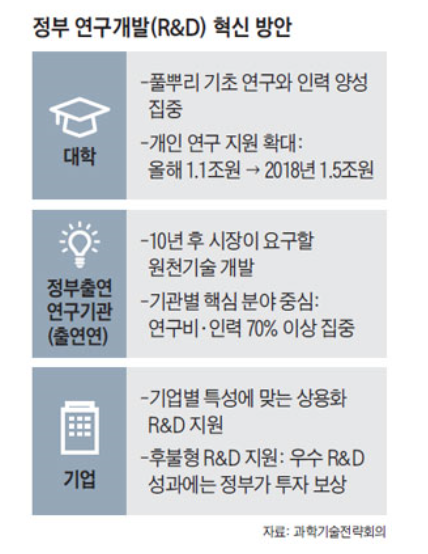 정부 연구개발(R&D) 혁신 방안
대학
-풀뿌리 기초 연구와 인력 양성
집중
-개인 연구 지원 확대:
올해 1.1조원 → 2018년 1.5조원
정부출연
연구기관
(출연연)
-10년 후 시장이 요구할
원천기술 개발
-기관별 핵심 분야 중심:
연구비·인력 70% 이상 집중
기업
-기업별 특성에 맞는 상용화
R&D 지원
-후불형 R&D 지원: 우수 R&D
성과에는 정부가 투자 보상
자료: 과학기술전략회의